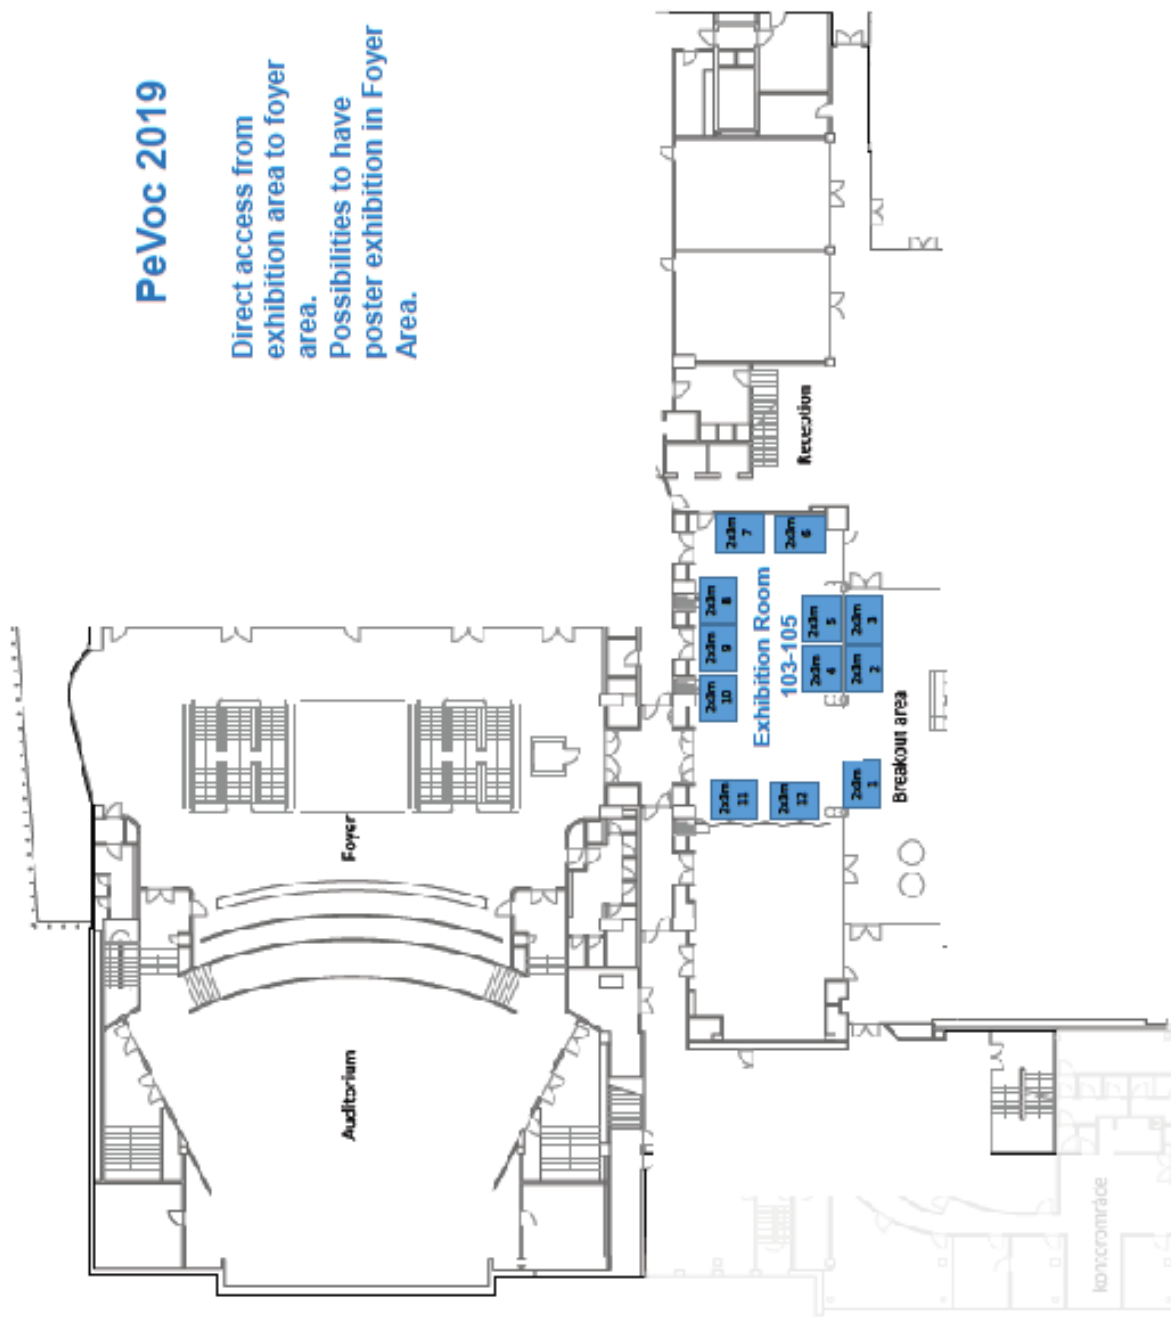 PeVoc 2019
Direct access from
exhibition area to foyer
area.
Possibilities to have
poster exhibition in Foyer
Area.
Auditorium
Foyer
Reception
Exhibition Room
103-105
Breakout area
2x3m
1
2x3m
2
2x3m
3
2x3m
4
2x3m
5
2x3m
6
2x3m
7
2x3m
8
2x3m
9
2x3m
10
2x3m
11
2x3m
12
kontorområde